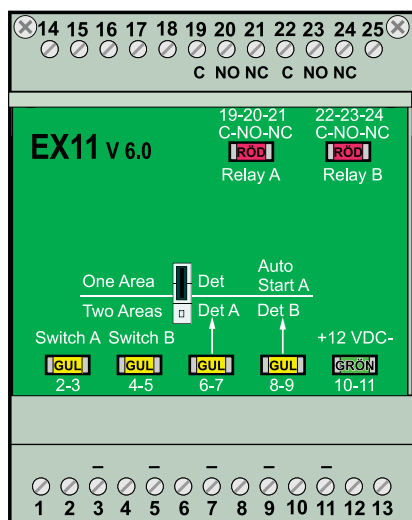 14 15 16 17 18 19 20 21 22 23 24 25
C NO NC C NO NC
19-20-21 22-23-24
C-NO-NC C-NO-NC
EX11 V 6.0
RÖD RÖD
Relay A Relay B
Auto
One Area Det Start A
Two Areas Det A Det B
Switch A Switch B +12 VDC-
GUL GUL GUL GUL GRÖN
2-3 4-5 6-7 8-9 10-11
– – – – –
1 2 3 4 5 6 7 8 9 10 11 12 13